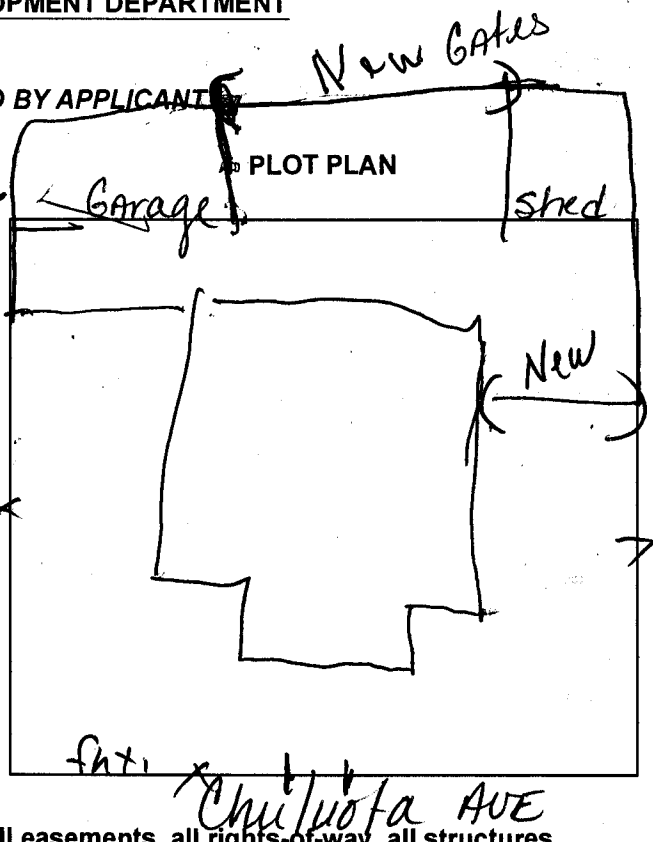 OPMENT DEPARTMENT
New GAtes
D BY APPLICANT
PLOT PLAN
GArage
shed
New
AVE
ll easements, all rights-of-way, all structures